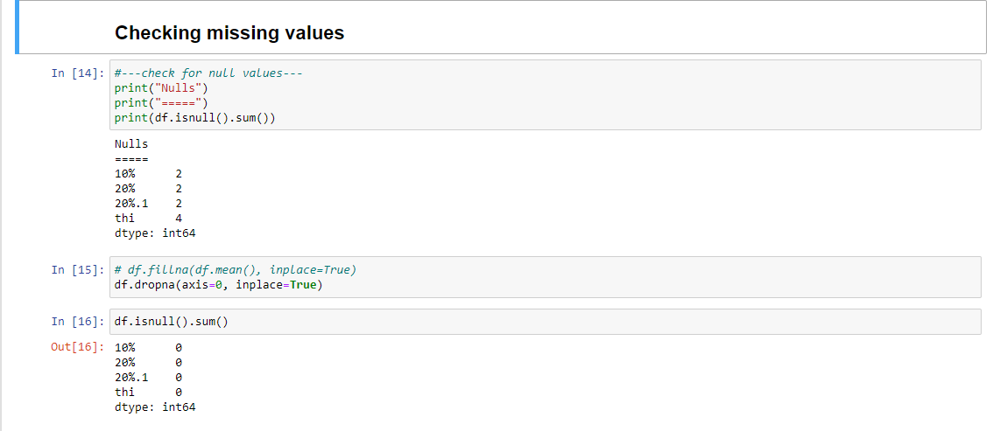 Checking missing values
In [14]: #---check for null values---
print("Nulls")
print("=====")
print(df.isnull().sum())
Nulls
=====
10%      2
20%      2
20%.1    2
thi      4
dtype: int64
In [15]: # df.fillna(df.mean(), inplace=True)
df.dropna(axis=0, inplace=True)
In [16]: df.isnull().sum()
Out[16]: 10%      0
20%      0
20%.1    0
thi      0
dtype: int64